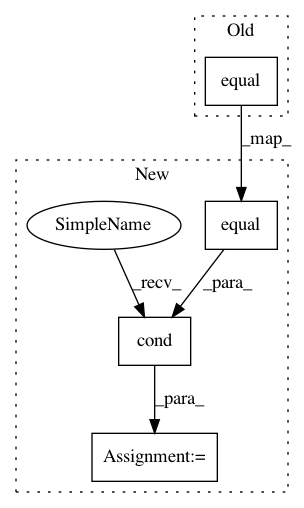 Old
equal
_map_
New
SimpleName
equal
_recv_
_para_
cond
_para_
Assignment:=